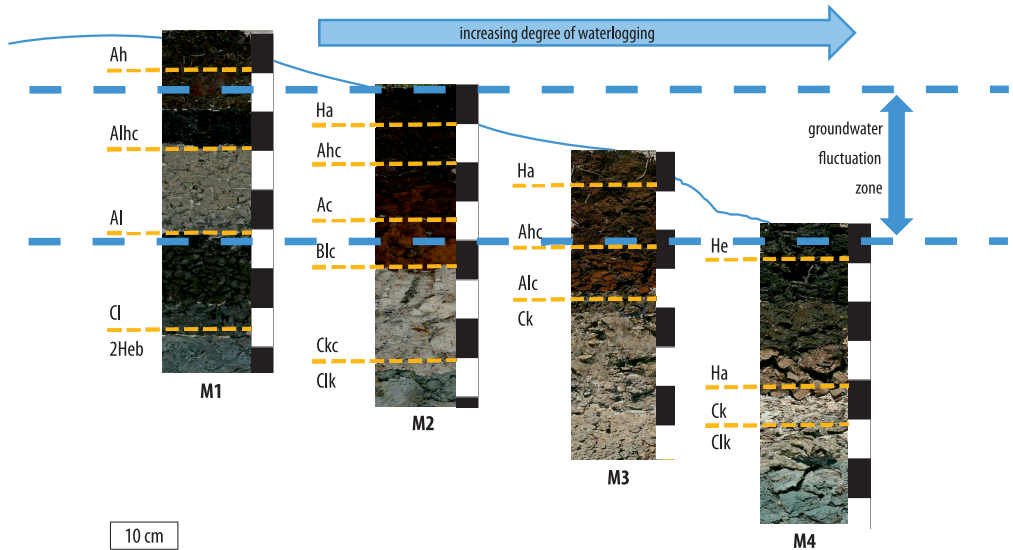 increasing degree of waterlogging
groundwater
fluctuation
zone
Ah
Alhc
Al
Cl
2Heb
M1
Ha
Ahc
Ac
Blc
Ckc
Clk
M2
Ha
Ahc
Alc
Ck
M3
He
Ha
Ck
Clk
M4
10 cm